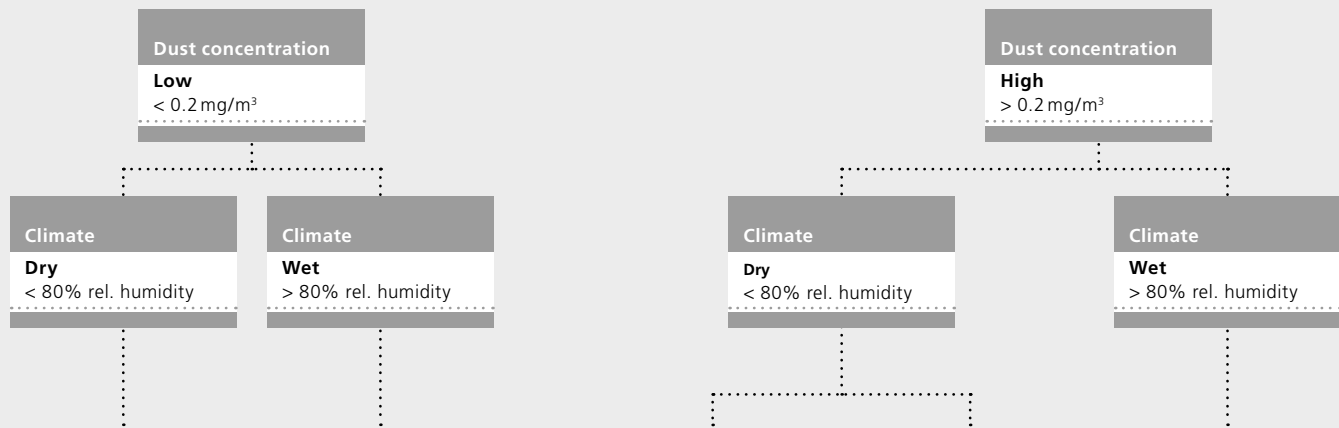 Dust concentration
Low
< 0.2 mg/m³
Dust concentration
High
> 0.2 mg/m³
Climate
Dry
< 80% rel. humidity
Climate
Wet
> 80% rel. humidity
Climate
Dry
< 80% rel. humidity
Climate
Wet
> 80% rel. humidity